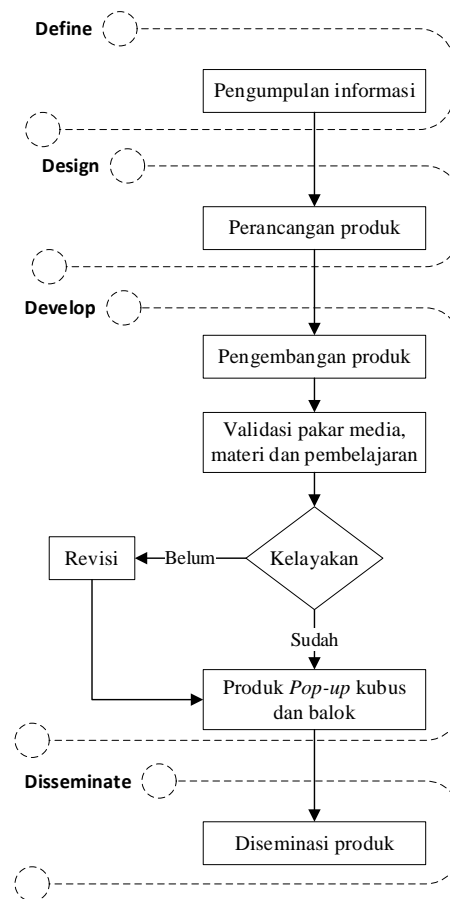 Define
Pengumpulan informasi
Design
Perancangan produk
Develop
Pengembangan produk
Validasi pakar media,
materi dan pembelajaran
Revisi
Belum
Kelayakan
Sudah
Produk Pop-up kubus
dan balok
Disseminate
Diseminasi produk